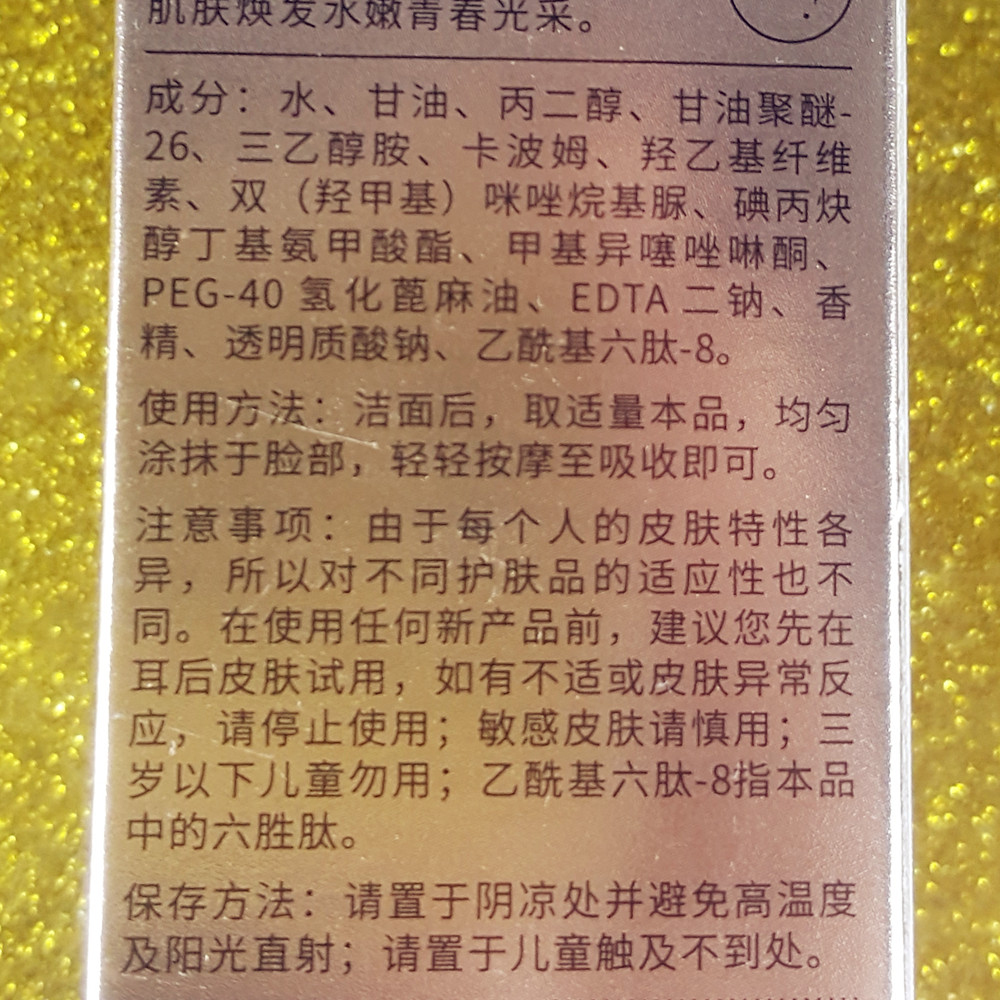 肌肤焕发水嫩青春光采。
成分：水、甘油、丙二醇、甘油聚醚-
26、三乙醇胺、卡波姆、羟乙基纤维
素、双（羟甲基）咪唑烷基脲、碘丙炔
醇丁基氨甲酸酯、甲基异噻唑啉酮、
PEG-40 氢化蓖麻油、EDTA 二钠、香
精、透明质酸钠、乙酰基六肽-8。
使用方法：洁面后，取适量本品，均匀
涂抹于脸部，轻轻按摩至吸收即可。
注意事项：由于每个人的皮肤特性各
异，所以对不同护肤品的适应性也不
同。在使用任何新产品前，建议您先在
耳后皮肤试用，如有不适或皮肤异常反
应，请停止使用；敏感皮肤请慎用；三
岁以下儿童勿用；乙酰基六肽-8指本品
中的六胜肽。
保存方法：请置于阴凉处并避免高温度
及阳光直射；请置于儿童触及不到处。